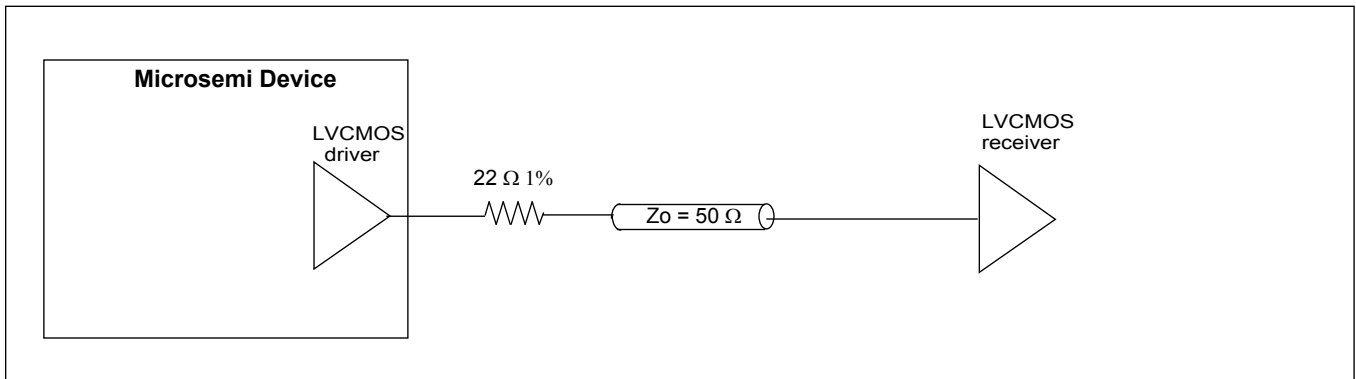 Microsemi Device
LVCMOS
driver
22 Ω 1%
Zo = 50 Ω
LVCMOS
receiver